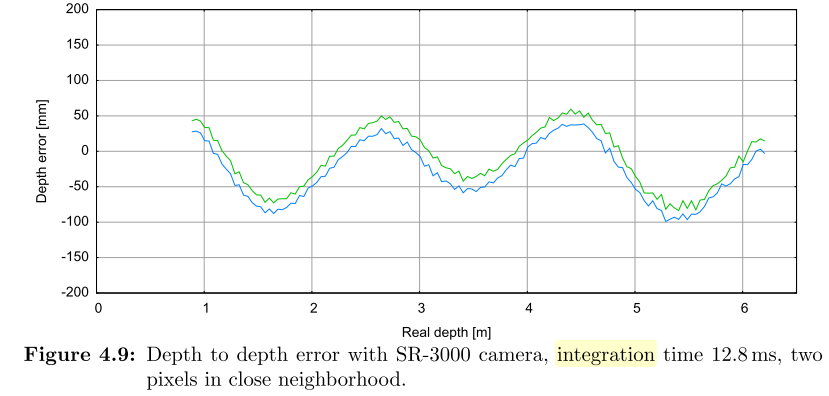 200
150
100
50
0
-50
-100
-150
-200
Depth error [mm]
0 1 2 3 4 5 6
Real depth [m]
Figure 4.9: Depth to depth error with SR-3000 camera, integration time 12.8 ms, two
pixels in close neighborhood.